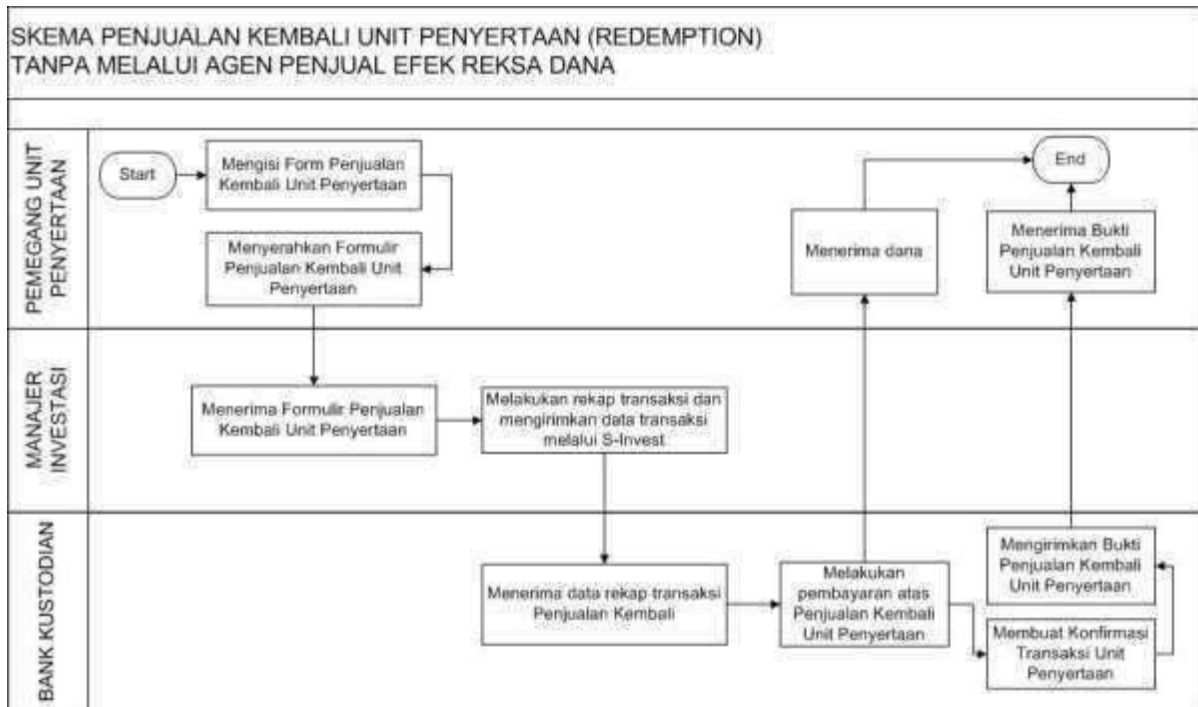 SKEMA PENJUALAN KEMBALI UNIT PENYERTAAN (REDEMPTION)
TANPA MELALUI AGEN PENJUAL EFEK REKSA DANA
PEMEGANG UNIT
PENYERTAAN
Start
Mengisi Form Penjualan
Kembali Unit Penyertaan
Menyerahkan Formulir
Penjualan Kembali Unit
Penyertaan
Menerima dana
End
Menerima Bukti
Penjualan Kembali
Unit Penyertaan
MANAJER
INVESTASI
Menerima Formulir Penjualan
Kembali Unit Penyertaan
Melakukan rekap transaksi dan
mengirimkan data transaksi
melalui S-Invest
BANK KUSTODIAN
Menerima data rekap transaksi
Penjualan Kembali
Melakukan
pembayaran atas
Penjualan Kembali
Unit Penyertaan
Mengirimkan Bukti
Penjualan Kembali
Unit Penyertaan
Membuat Konfirmasi
Transaksi Unit
Penyertaan